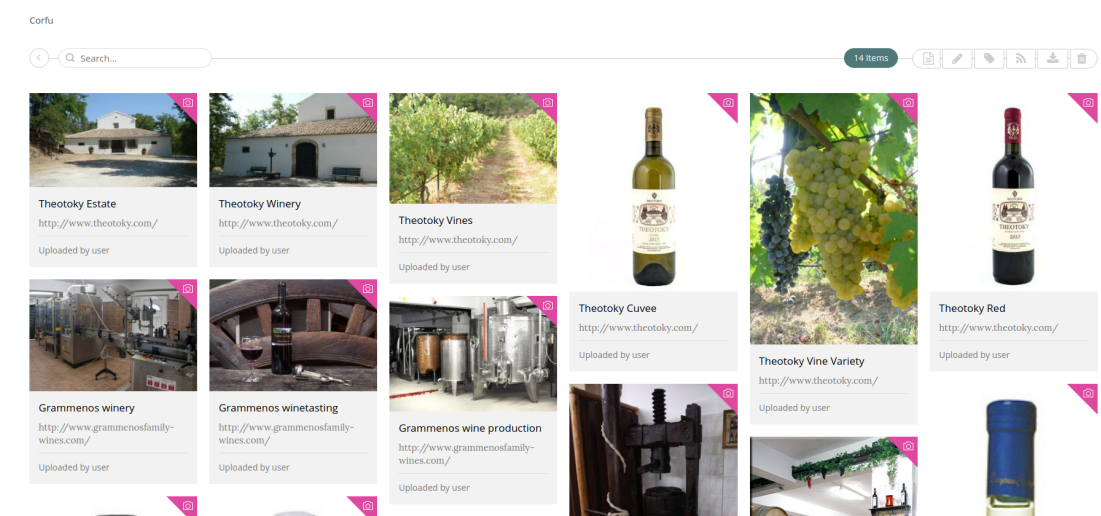 Corfu
Search...
14 Items
Theotoky Estate
http://www.theotoky.com/
Uploaded by user
Theotoky Winery
http://www.theotoky.com/
Uploaded by user
Theotoky Vines
http://www.theotoky.com/
Uploaded by user
THEOTOKY
2015
Theotoky Cuvee
http://www.theotoky.com/
Uploaded by user
Theotoky Vine Variety
http://www.theotoky.com/
Uploaded by user
THEOTOKY
Theotoky Red
http://www.theotoky.com/
Uploaded by user
Grammenos winery
http://www.grammenosfamily-
wines.com/
Uploaded by user
Grammenos winetasting
http://www.grammenosfamily-
wines.com/
Uploaded by user
Grammenos wine production
http://www.grammenosfamily-
wines.com/
Uploaded by user